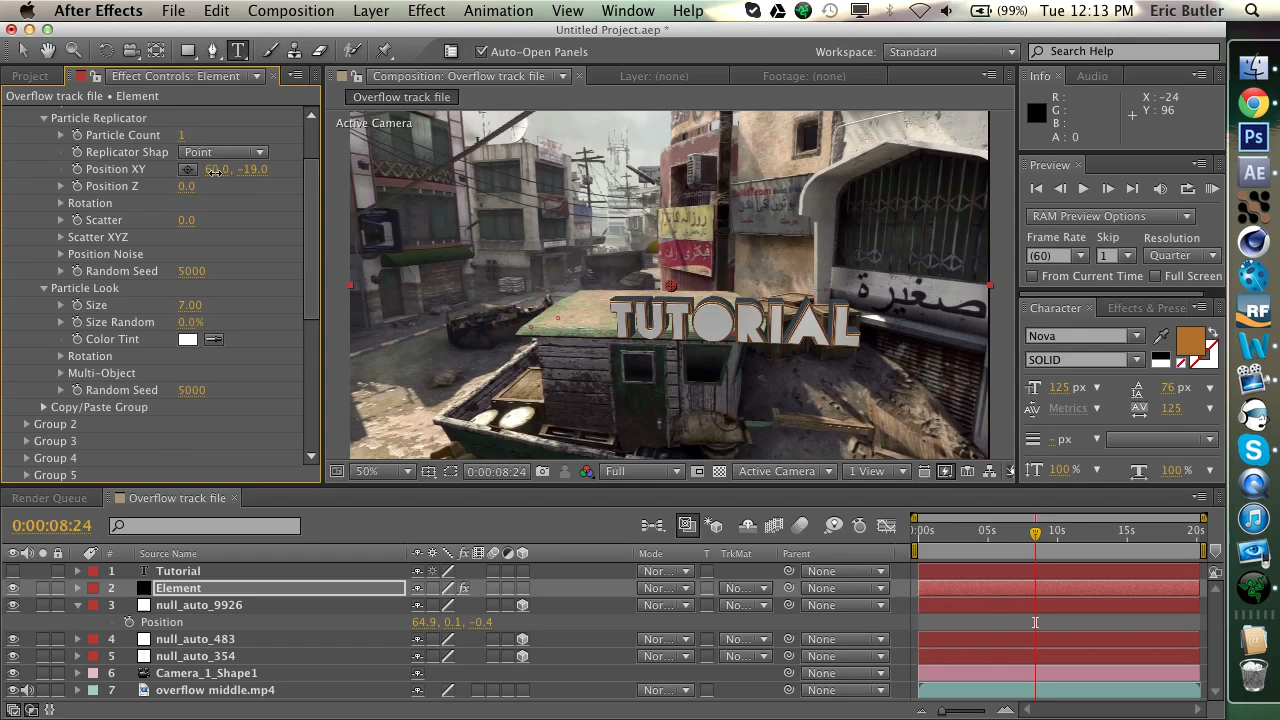 After Effects File Edit Composition Layer Effect Animation View Window Help (99%) Tue 12:13 PM Eric Butler
Untitled Project.aep *
Auto-Open Panels Workspace: Standard Search Help
Project Effect Controls: Element Composition: Overflow track file Layer: (none) Footage: (none) Info Audio
Overflow track file • Element
Overflow track file
Active Camera
R :
G :
B :
A : 0
X : -24
Y : 96
Particle Replicator
Particle Count 1
Replicator Shap Point
Position XY -19.0
Position Z 0.0
Rotation
Scatter 0.0
Scatter XYZ
Position Noise
Random Seed 5000
Particle Look
Size 7.00
Size Random 0.0%
Color Tint
Rotation
Multi-Object
Random Seed 5000
Copy/Paste Group
Group 2
Group 3
Group 4
Group 5
TUTORIAL
صغيرة
Preview
RAM Preview Options
Frame Rate Skip Resolution
(60) 1 Quarter
From Current Time Full Screen
Character Effects & Prese
Nova
SOLID
125 px 76 px
Metrics 125
- px
100 % 100 %
50% 0:00:08:24 Full Active Camera 1 View
Render Queue Overflow track file
0:00:08:24
:00s 05s 10s 15s 20s
# Source Name Mode T TrkMat Parent
1 Tutorial Nor... None
2 Element Nor... No... None
3 null_auto_9926 Nor... No... None
Position 64.9, 0.1, -0.4
4 null_auto_483 Nor... No... None
5 null_auto_354 Nor... No... None
6 Camera_1_Shape1 None
7 overflow middle.mp4 Nor... No... None
Ps
Ae
RF